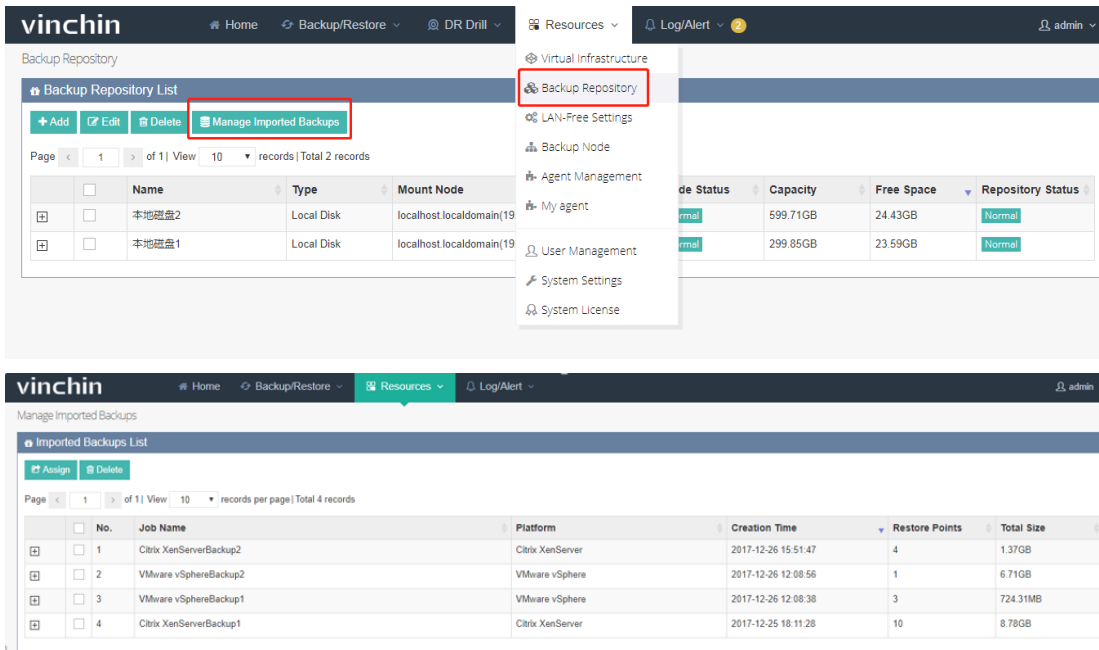 vinchin Home Backup/Restore DR Drill Resources Log/Alert 2 admin
Backup Repository
Virtual Infrastructure
Backup Repository List
Backup Repository
Add Edit Delete Manage Imported Backups
LAN-Free Settings
Backup Node
Page 1 of 1| View 10 records|Total 2 records
Agent Management
Name Type Mount Node de Status Capacity Free Space Repository Status
My agent
本地磁盘2 Local Disk localhost.localdomain(19 rmal 599.71GB 24.43GB Normal
本地磁盘1 Local Disk localhost.localdomain(19 rmal 299.85GB 23.59GB Normal
User Management
System Settings
System License
vinchin Home Backup/Restore Resources Log/Alert admin
Manage Imported Backups
Imported Backups List
Assign Delete
Page 1 of 1| View 10 records per page|Total 4 records
No. Job Name Platform Creation Time Restore Points Total Size
1 Citrix XenServerBackup2 Citrix XenServer 2017-12-26 15:51:47 4 1.37GB
2 VMware vSphereBackup2 VMware vSphere 2017-12-26 12:08:56 1 6.71GB
3 VMware vSphereBackup1 VMware vSphere 2017-12-26 12:08:38 3 724.31MB
4 Citrix XenServerBackup1 Citrix XenServer 2017-12-25 18:11:28 10 8.78GB